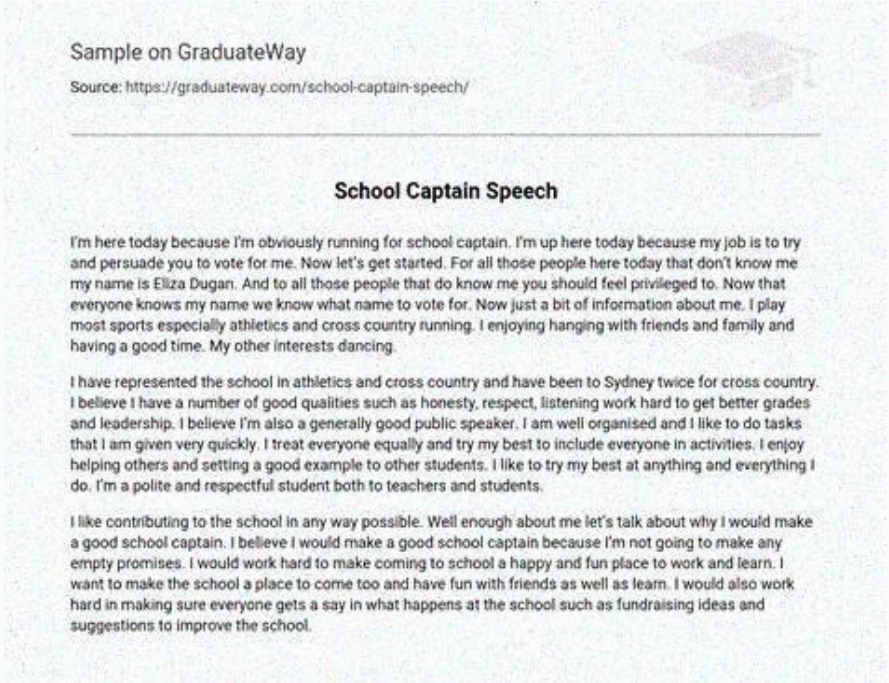 Sample on GraduateWay
Source: https://graduateway.com/school-captain-speech/
School Captain Speech
I'm here today because I'm obviously running for school captain. I'm up here today because my job is to try
and persuade you to vote for me. Now let's get started. For all those people here today that don't know me
my name is Eliza Dugan. And to all those people that do know me you should feel privileged to. Now that
everyone knows my name we know what name to vote for. Now just a bit of information about me. I play
most sports especially athletics and cross country running. I enjoying hanging with friends and family and
having a good time. My other interests dancing.
I have represented the school in athletics and cross country and have been to Sydney twice for cross country.
I believe I have a number of good qualities such as honesty, respect, listening work hard to get better grades
and leadership. I believe I'm also a generally good public speaker. I am well organised and I like to do tasks
that I am given very quickly. I treat everyone equally and try my best to include everyone in activities. I enjoy
helping others and setting a good example to other students. I like to try my best at anything and everything I
do. I'm a polite and respectful student both to teachers and students.
I like contributing to the school in any way possible. Well enough about me let's talk about why I would make
a good school captain. I believe I would make a good school captain because I'm not going to make any
empty promises. I would work hard to make coming to school a happy and fun place to work and learn. I
want to make the school a place to come too and have fun with friends as well as learn. I would also work
hard in making sure everyone gets a say in what happens at the school such as fundraising ideas and
suggestions to improve the school.